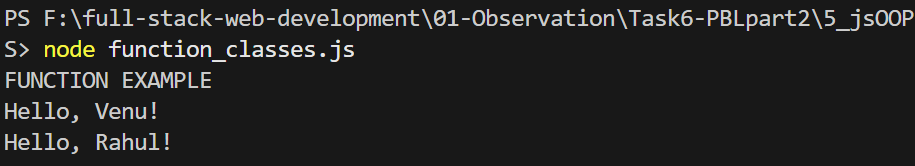 PS F:\full-stack-web-development\01-Observation\Task6-PBLpart2\5_jsOOP
S> node function_classes.js
FUNCTION EXAMPLE
Hello, Venu!
Hello, Rahul!